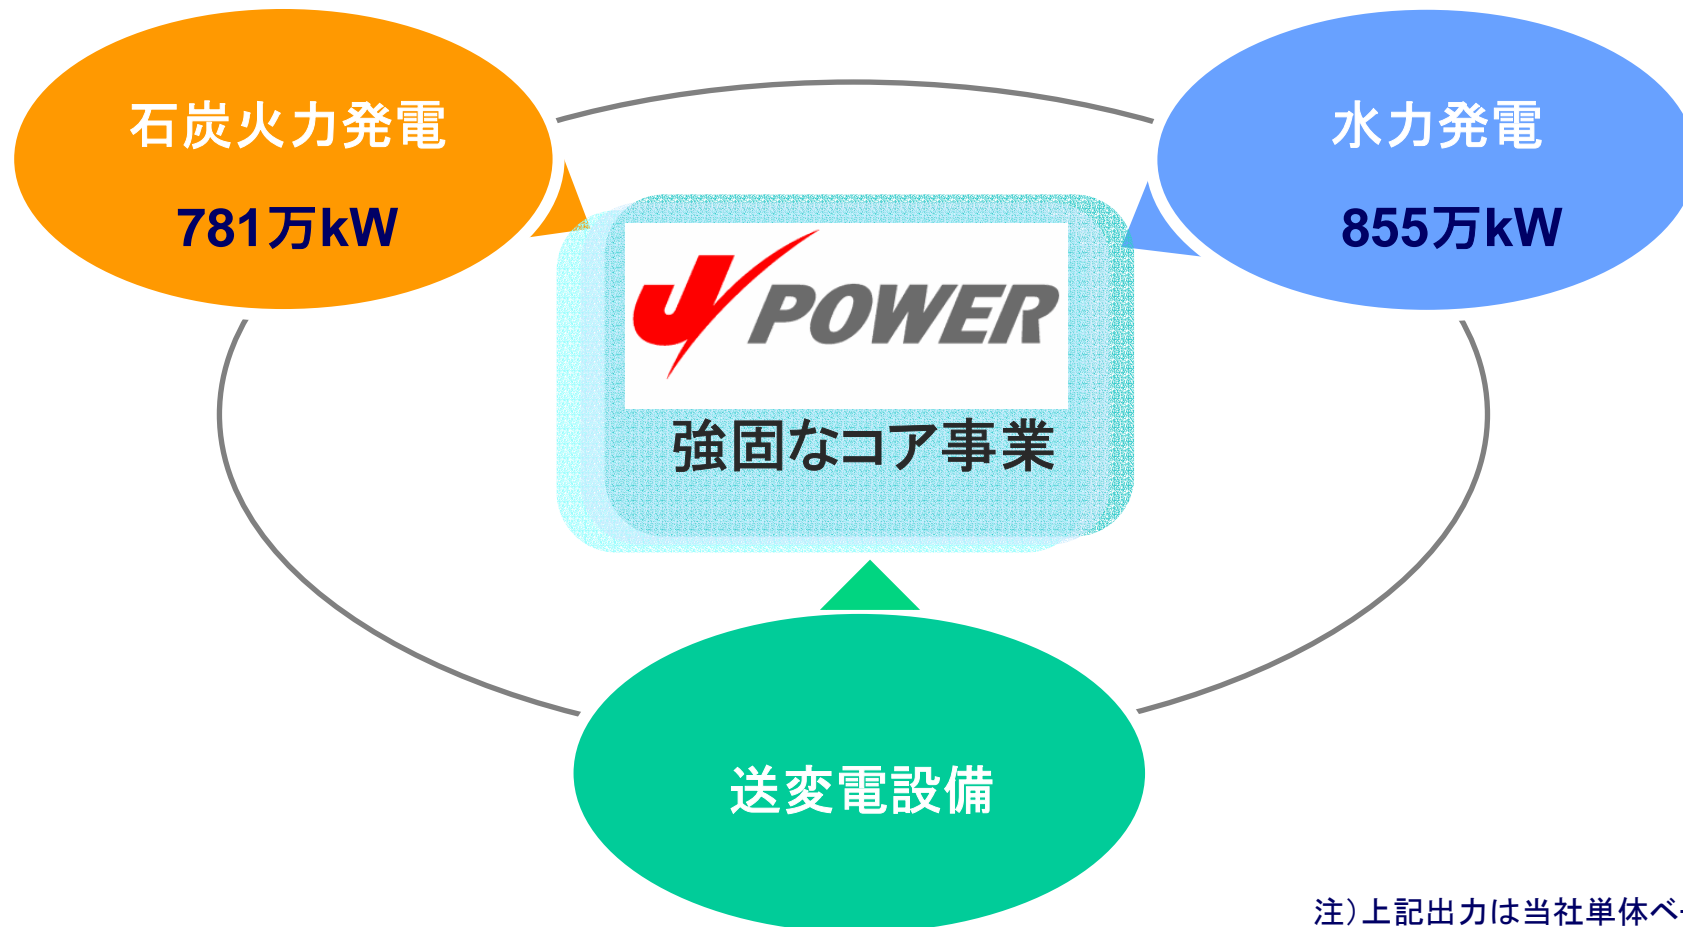 石炭火力発電
781万kW
水力発電
855万kW
J POWER
強固なコア事業
送変電設備
注）上記出力は当社単体ベ